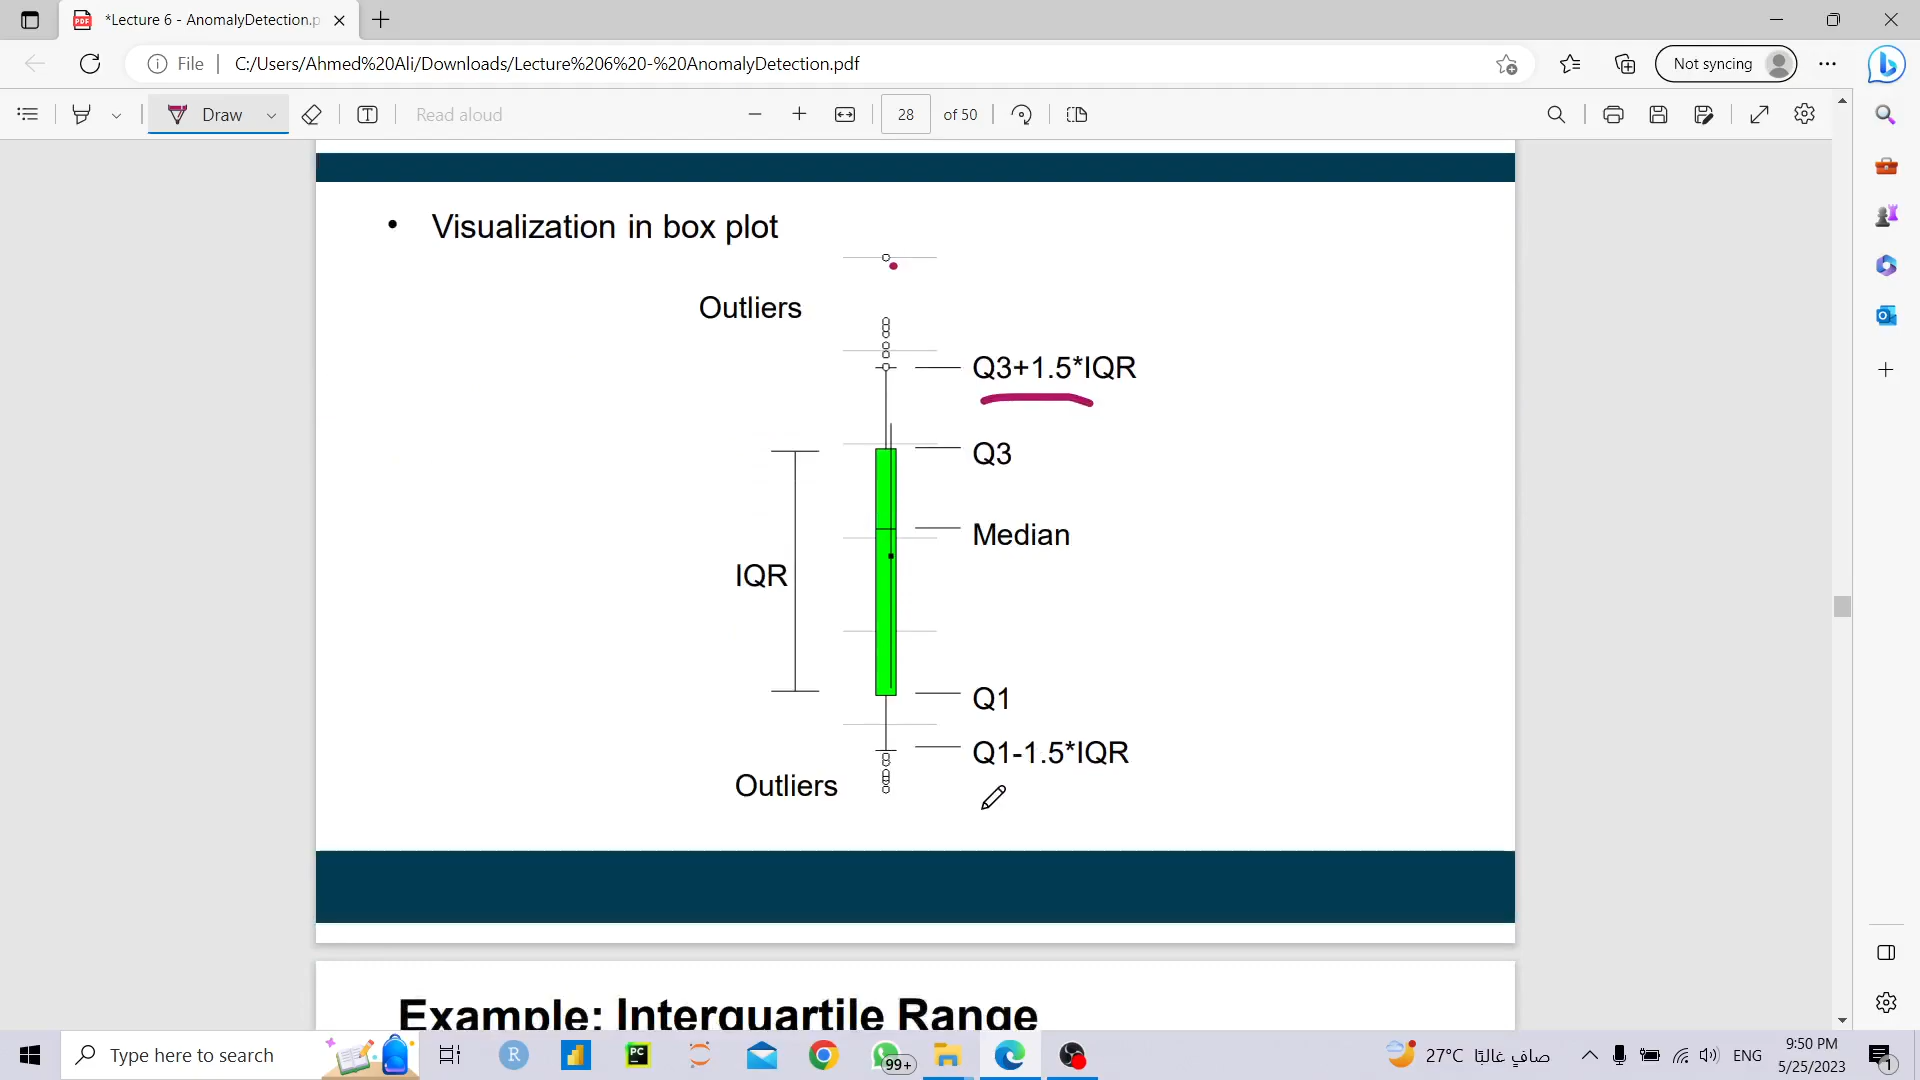 *Lecture 6 - AnomalyDetection.p
File
C:/Users/Ahmed%20Ali/Downloads/Lecture%206%20-%20AnomalyDetection.pdf
Not syncing
Draw
Read aloud
28
of 50
• Visualization in box plot
Outliers
Q3+1.5*IQR
Q3
Median
IQR
Q1
Q1-1.5*IQR
Outliers
Example: Interquartile Range
Type here to search
99+
27°C
صافٍ غالبًا
ENG
9:50 PM
5/25/2023
1